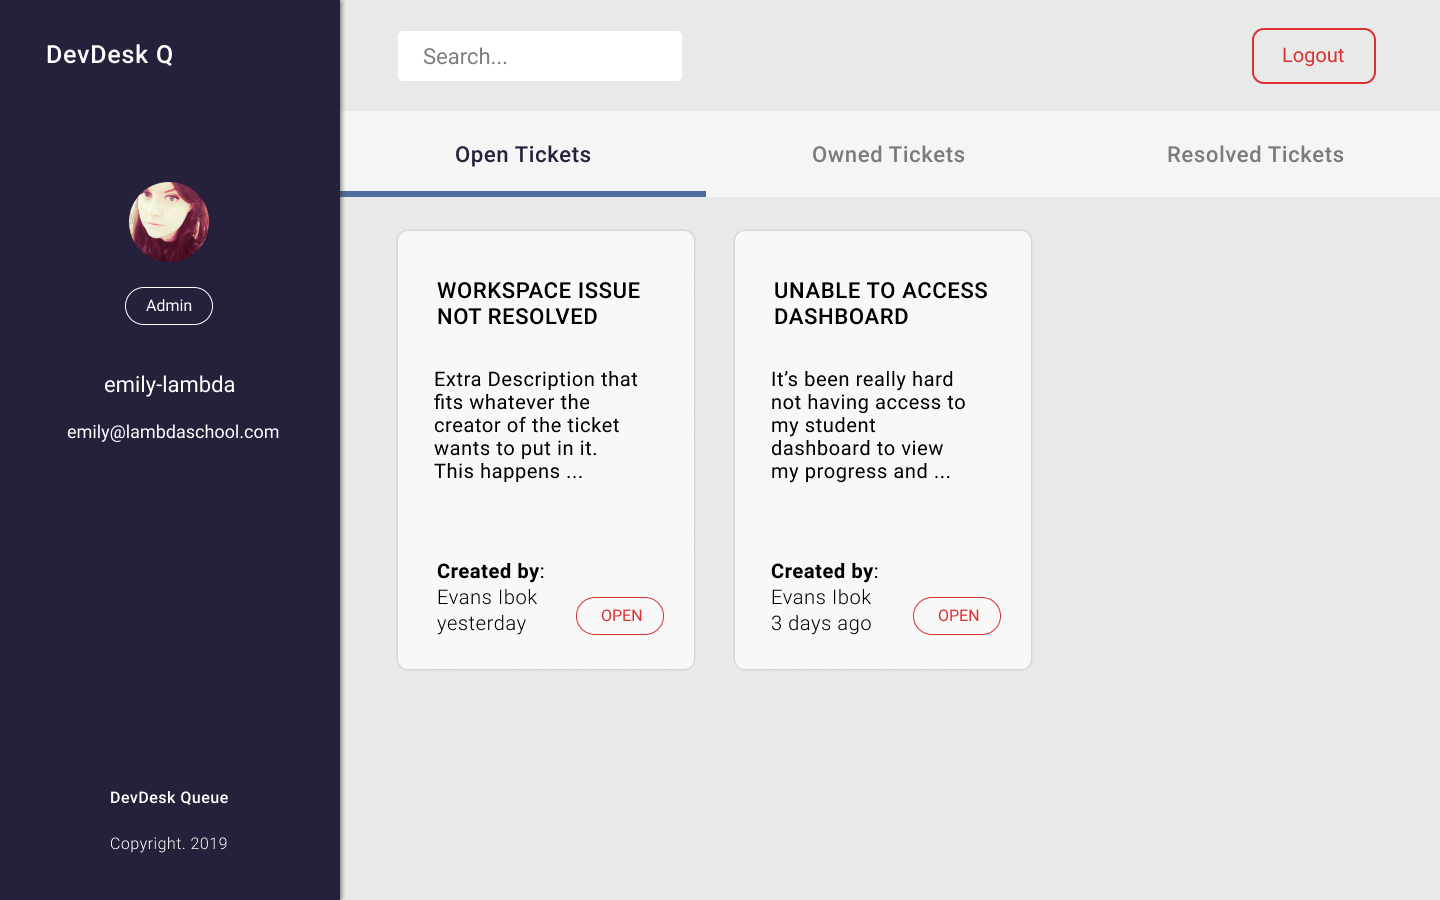 DevDesk Q
Admin
emily-lambda
emily@lambdaschool.com
DevDesk Queue
Copyright. 2019
Search...
Logout
Open Tickets
Owned Tickets
Resolved Tickets
WORKSPACE ISSUE
NOT RESOLVED
Extra Description that
fits whatever the
creator of the ticket
wants to put in it.
This happens ...
Created by:
Evans Ibok
yesterday
OPEN
UNABLE TO ACCESS
DASHBOARD
It’s been really hard
not having access to
my student
dashboard to view
my progress and ...
Created by:
Evans Ibok
3 days ago
OPEN